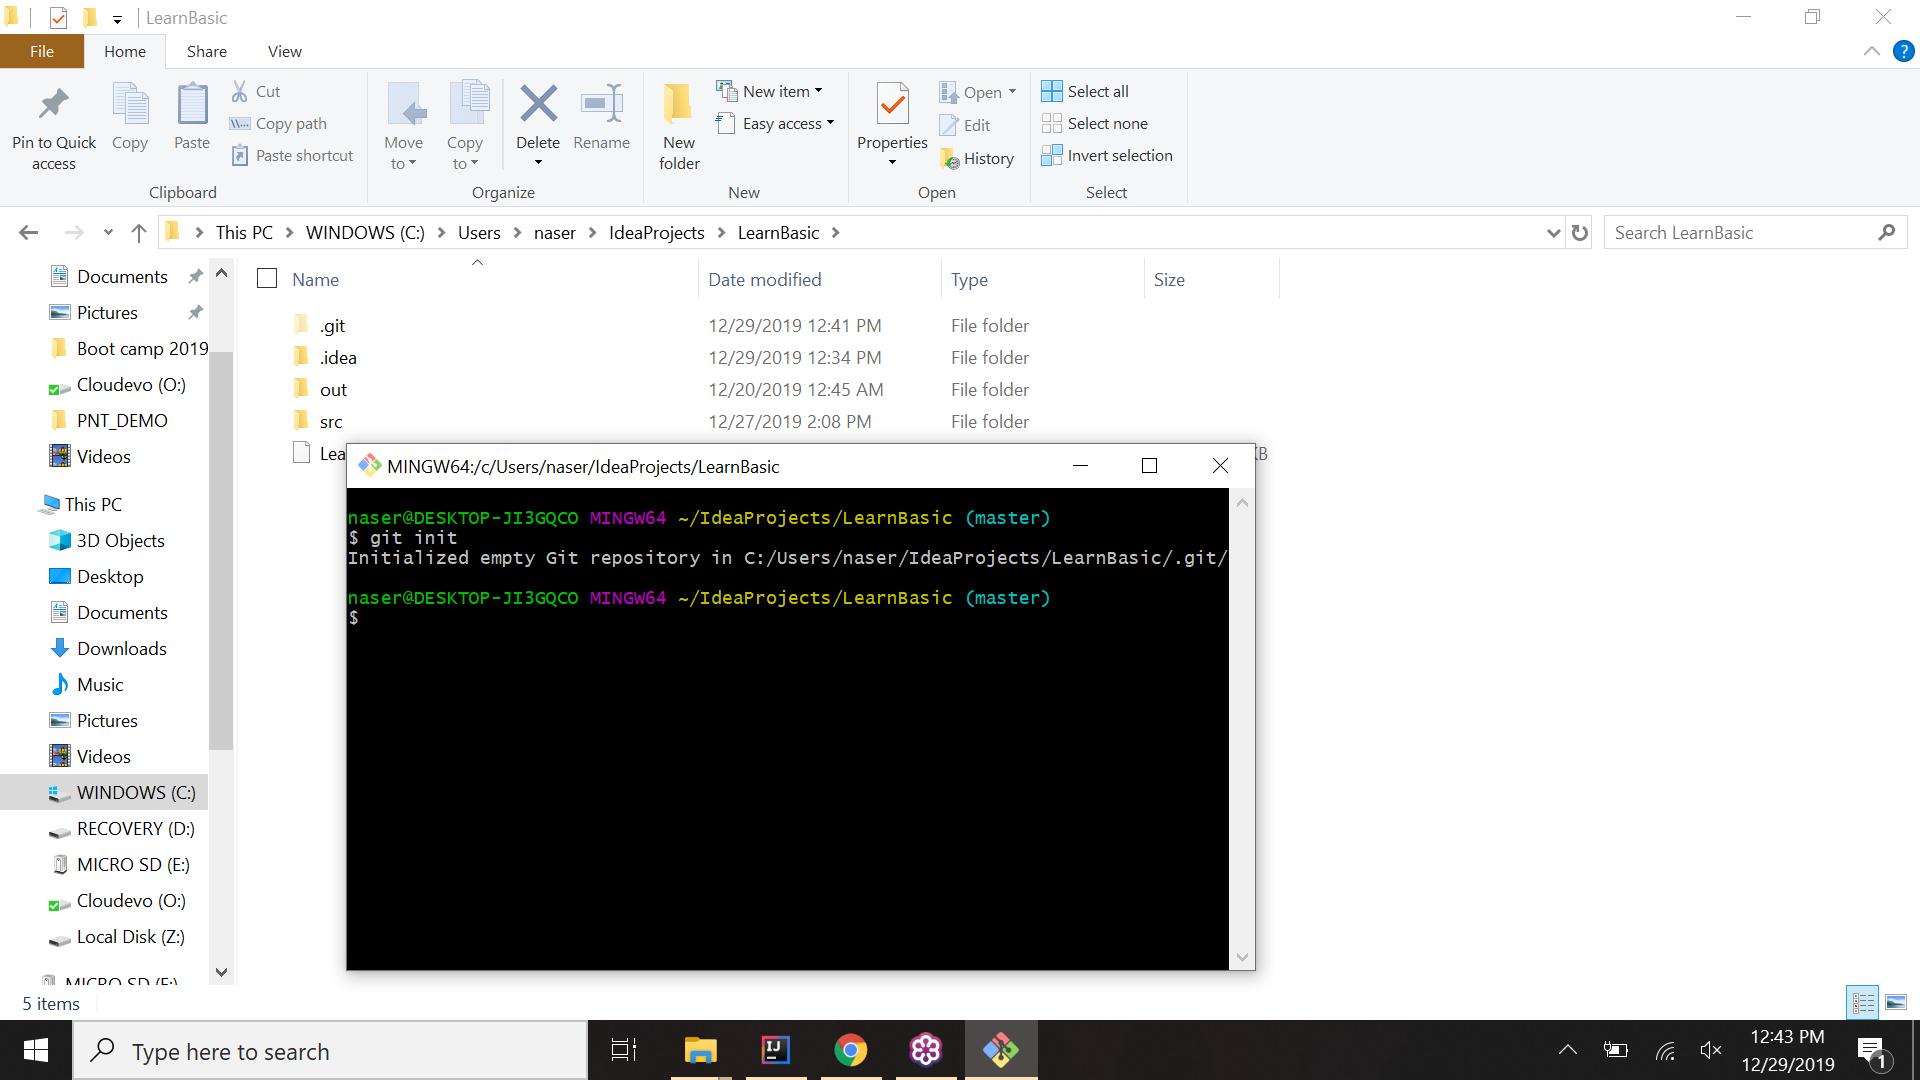 LearnBasic
File Home Share View
Pin to Quick access
Copy
Paste
Cut
Copy path
Paste shortcut
Clipboard
Move to
Copy to
Delete
Rename
Organize
New folder
New item
Easy access
New
Properties
Open
Edit
History
Open
Select all
Select none
Invert selection
Select
This PC > WINDOWS (C:) > Users > naser > IdeaProjects > LearnBasic >
Search LearnBasic
Documents
Pictures
Boot camp 2019
Cloudevo (O:)
PNT_DEMO
Videos
This PC
3D Objects
Desktop
Documents
Downloads
Music
Pictures
Videos
WINDOWS (C:)
RECOVERY (D:)
MICRO SD (E:)
Cloudevo (O:)
Local Disk (Z:)
MICRO SD (E:)
Name Date modified Type Size
.git 12/29/2019 12:41 PM File folder
.idea 12/29/2019 12:34 PM File folder
out 12/20/2019 12:45 AM File folder
src 12/27/2019 2:08 PM File folder
Lea KB
MINGW64:/c/Users/naser/IdeaProjects/LearnBasic
naser@DESKTOP-JI3GQCO MINGW64 ~/IdeaProjects/LearnBasic (master)
$ git init
Initialized empty Git repository in C:/Users/naser/IdeaProjects/LearnBasic/.git/
naser@DESKTOP-JI3GQCO MINGW64 ~/IdeaProjects/LearnBasic (master)
$
5 items
Type here to search
IJ
12:43 PM
12/29/2019
1